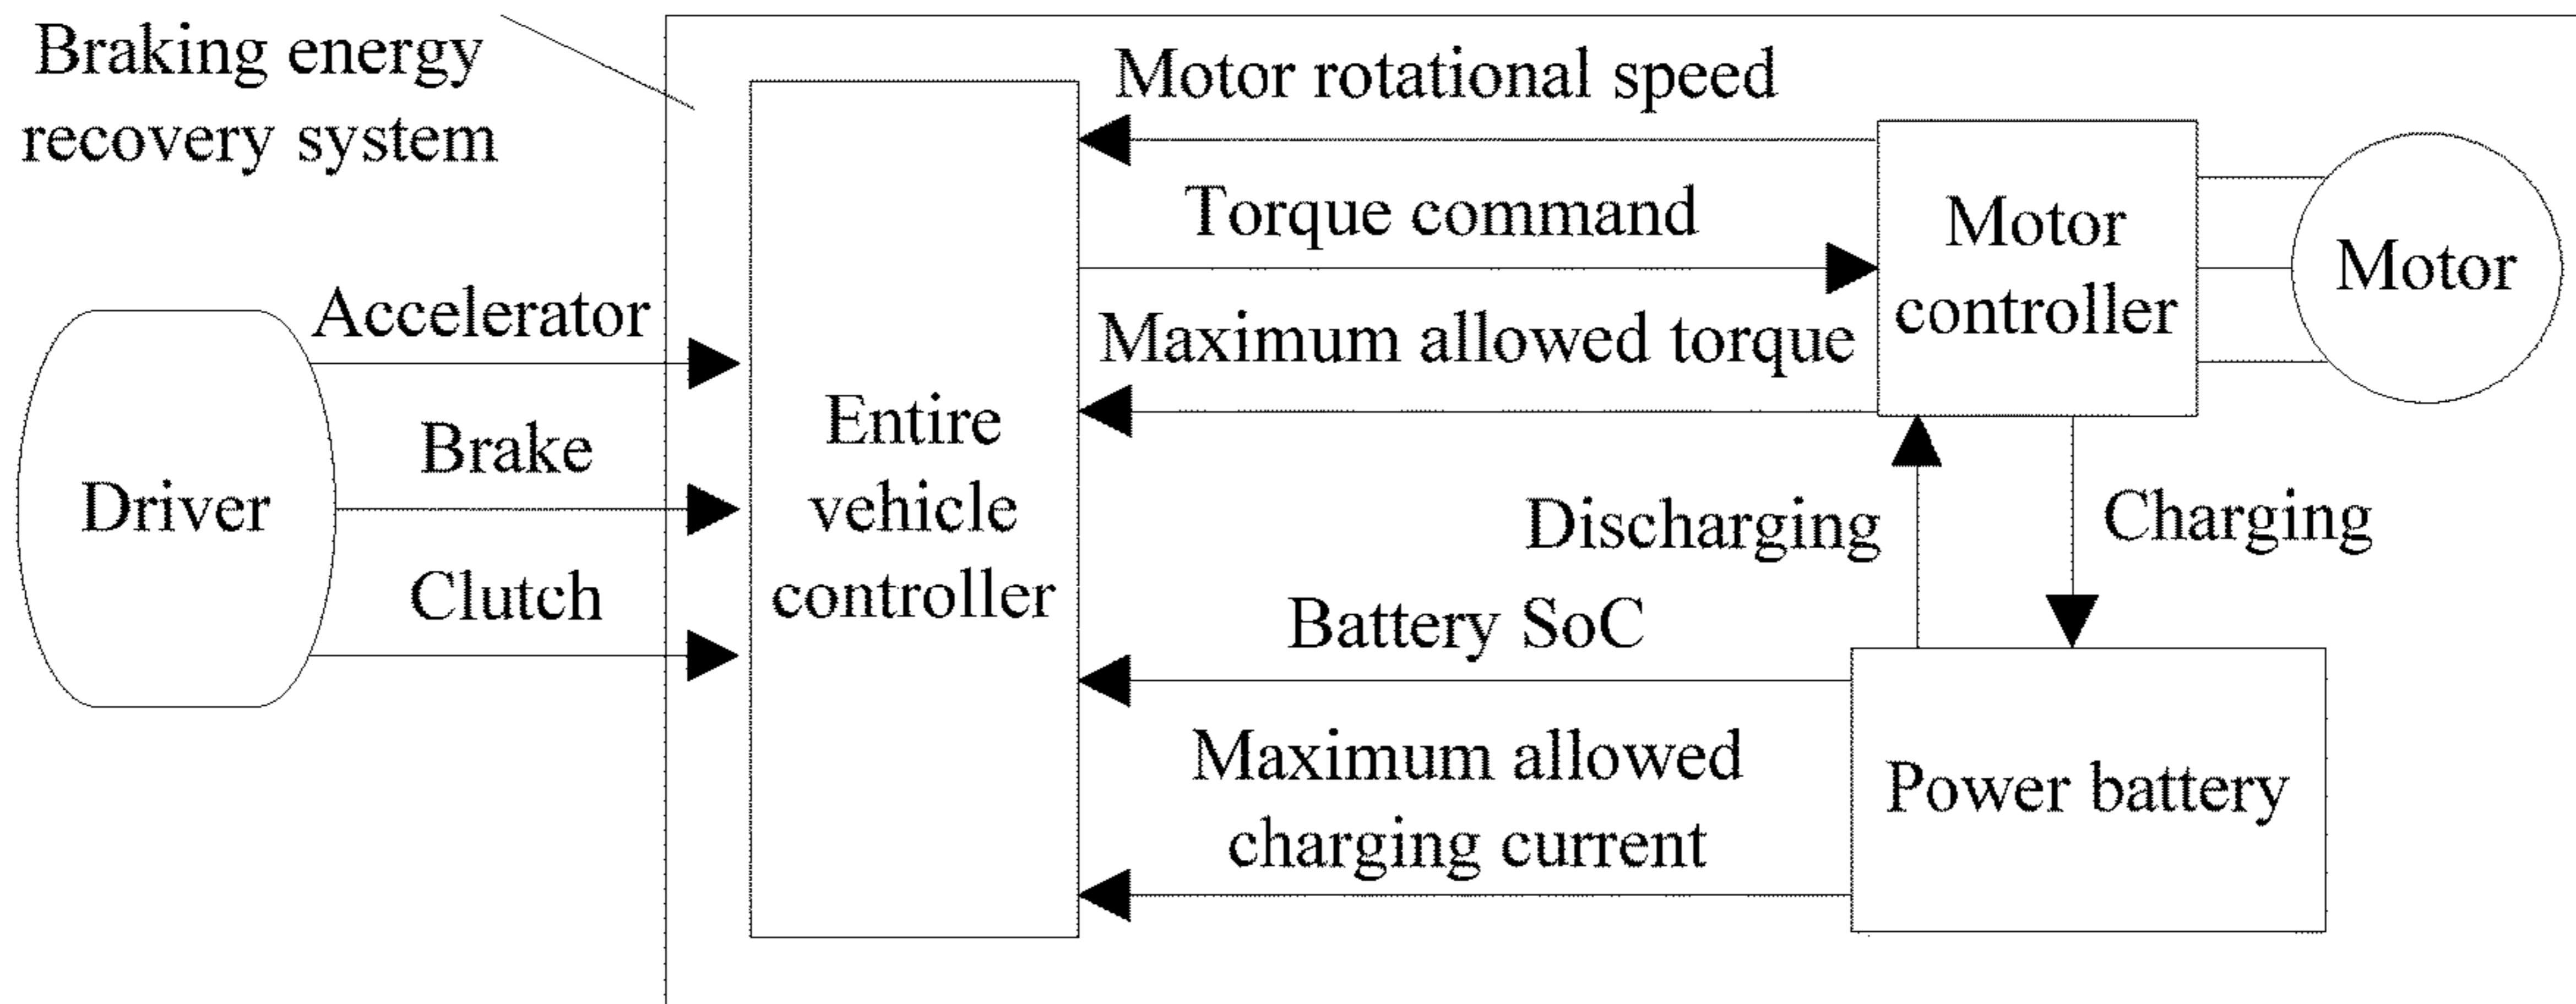 Braking energy
recovery system
Motor rotational speed
Torque command
Maximum allowed torque
Motor
controller
Motor
Accelerator
Brake
Clutch
Driver
Entire
vehicle
controller
Discharging
Charging
Battery SoC
Maximum allowed
charging current
Power battery